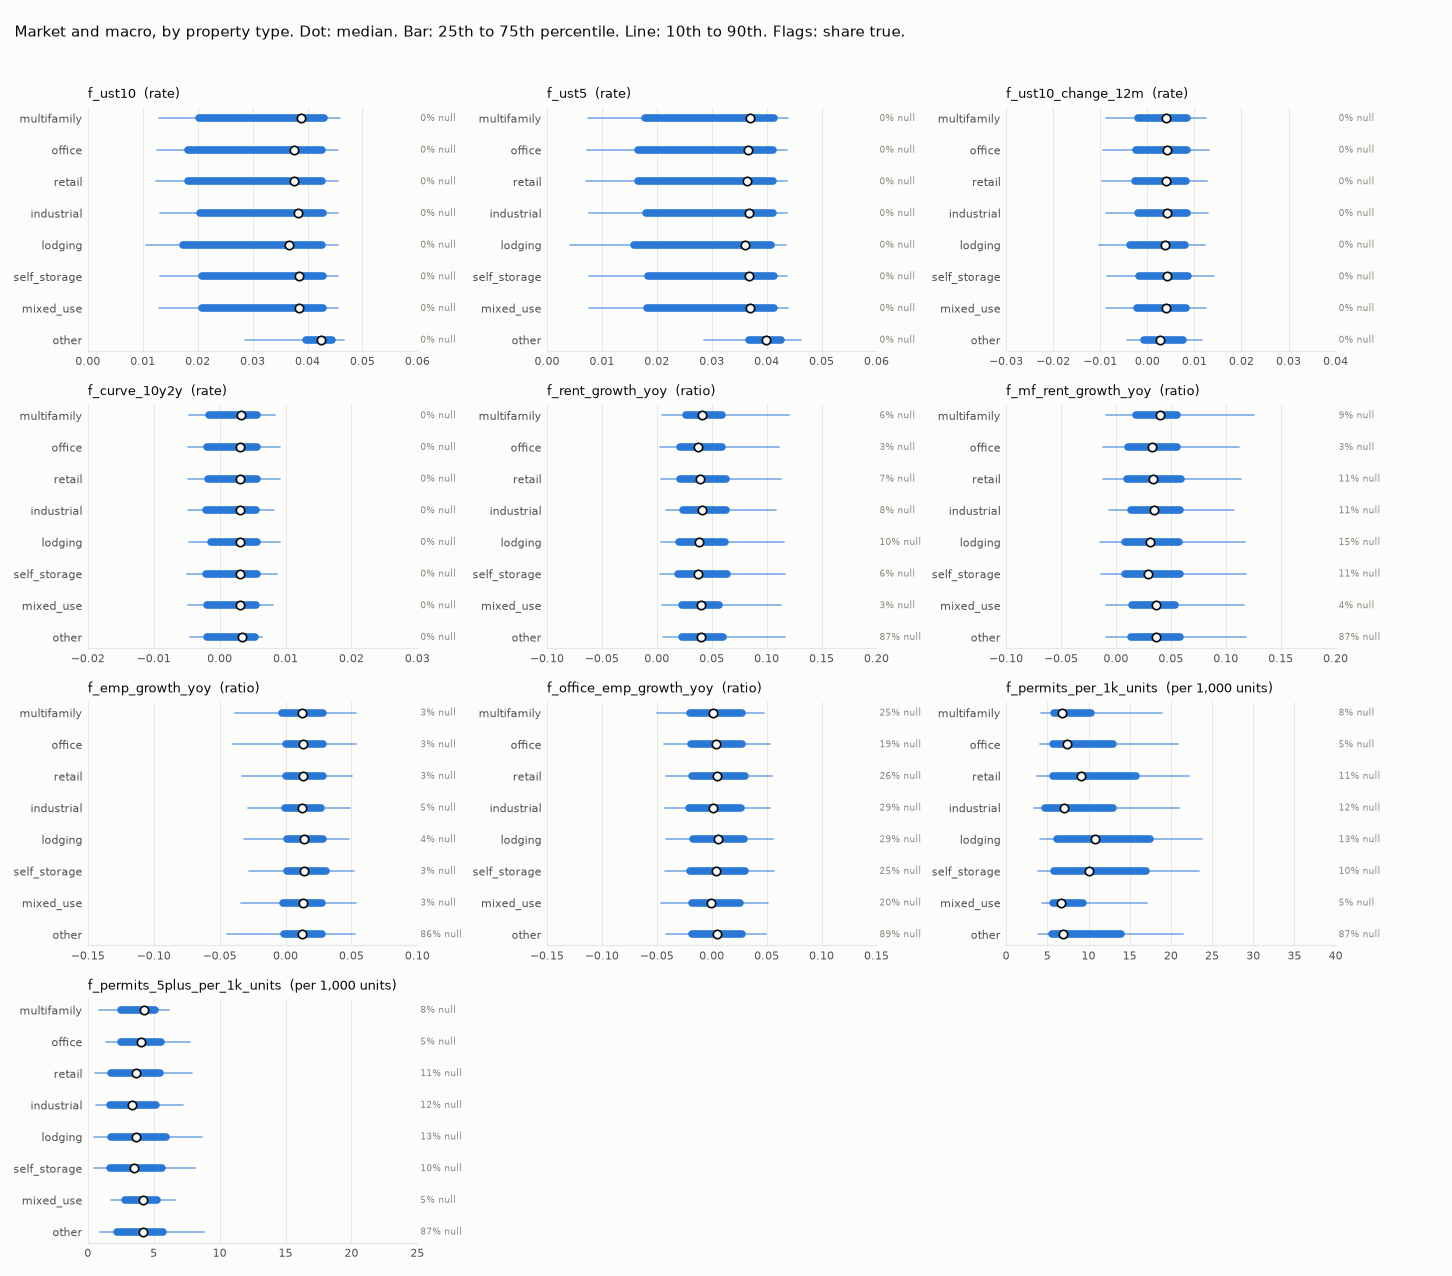 Market and macro, by property type. Dot: median. Bar: 25th to 75th percentile. Line: 10th to 90th. Flags: share true.
f_ust10 (rate)
multifamily 0% null
office 0% null
retail 0% null
industrial 0% null
lodging 0% null
self_storage 0% null
mixed_use 0% null
other 0% null
0.00 0.01 0.02 0.03 0.04 0.05 0.06
f_ust5 (rate)
multifamily 0% null
office 0% null
retail 0% null
industrial 0% null
lodging 0% null
self_storage 0% null
mixed_use 0% null
other 0% null
0.00 0.01 0.02 0.03 0.04 0.05 0.06
f_ust10_change_12m (rate)
multifamily 0% null
office 0% null
retail 0% null
industrial 0% null
lodging 0% null
self_storage 0% null
mixed_use 0% null
other 0% null
−0.03 −0.02 −0.01 0.00 0.01 0.02 0.03 0.04
f_curve_10y2y (rate)
multifamily 0% null
office 0% null
retail 0% null
industrial 0% null
lodging 0% null
self_storage 0% null
mixed_use 0% null
other 0% null
−0.02 −0.01 0.00 0.01 0.02 0.03
f_rent_growth_yoy (ratio)
multifamily 6% null
office 3% null
retail 7% null
industrial 8% null
lodging 10% null
self_storage 6% null
mixed_use 3% null
other 87% null
−0.10 −0.05 0.00 0.05 0.10 0.15 0.20
f_mf_rent_growth_yoy (ratio)
multifamily 9% null
office 3% null
retail 11% null
industrial 11% null
lodging 15% null
self_storage 11% null
mixed_use 4% null
other 87% null
−0.10 −0.05 0.00 0.05 0.10 0.15 0.20
f_emp_growth_yoy (ratio)
multifamily 3% null
office 3% null
retail 3% null
industrial 5% null
lodging 4% null
self_storage 3% null
mixed_use 3% null
other 86% null
−0.15 −0.10 −0.05 0.00 0.05 0.10
f_office_emp_growth_yoy (ratio)
multifamily 25% null
office 19% null
retail 26% null
industrial 29% null
lodging 29% null
self_storage 25% null
mixed_use 20% null
other 89% null
−0.15 −0.10 −0.05 0.00 0.05 0.10 0.15
f_permits_per_1k_units (per 1,000 units)
multifamily 8% null
office 5% null
retail 11% null
industrial 12% null
lodging 13% null
self_storage 10% null
mixed_use 5% null
other 87% null
0 5 10 15 20 25 30 35 40
f_permits_5plus_per_1k_units (per 1,000 units)
multifamily 8% null
office 5% null
retail 11% null
industrial 12% null
lodging 13% null
self_storage 10% null
mixed_use 5% null
other 87% null
0 5 10 15 20 25